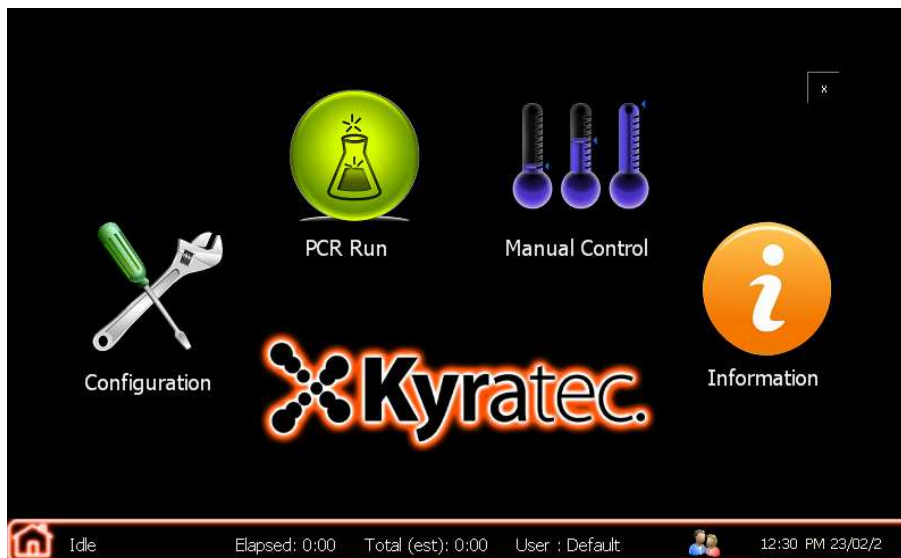 x
PCR Run
Manual Control
Configuration
Information
Kyratec.
Idle Elapsed: 0:00 Total (est): 0:00 User : Default 12:30 PM 23/02/2